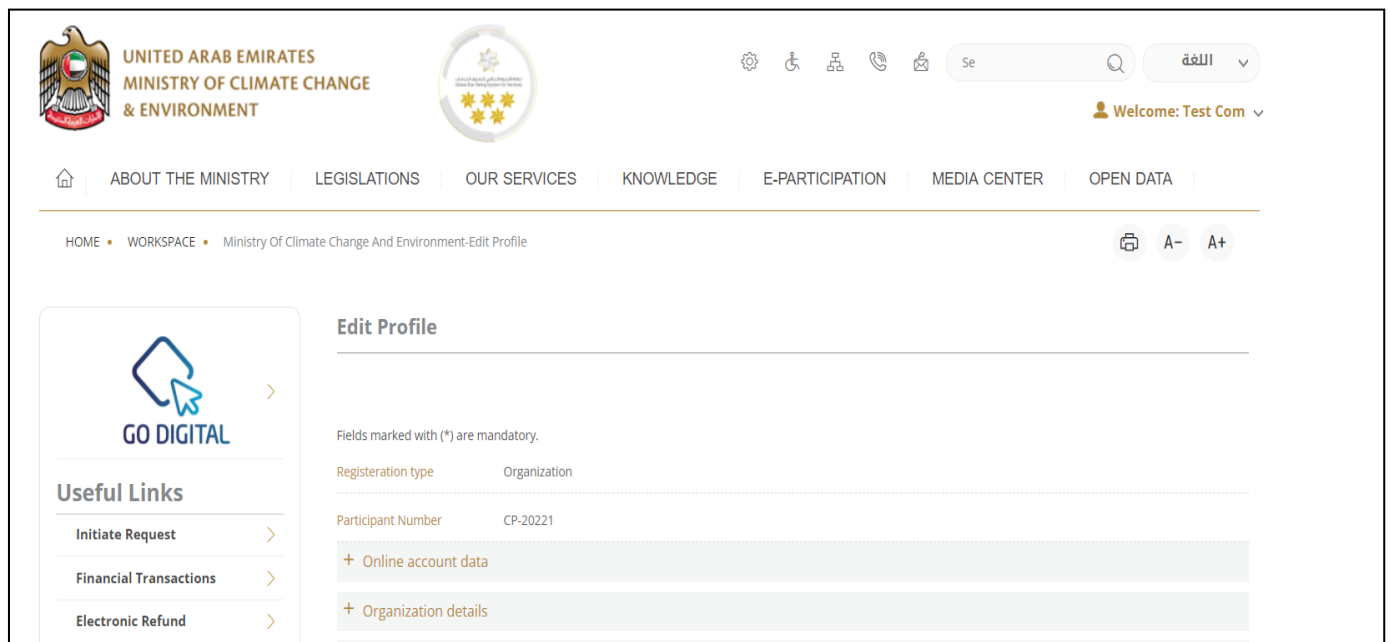 UNITED ARAB EMIRATES
MINISTRY OF CLIMATE CHANGE
& ENVIRONMENT
Se
اللغة
Welcome: Test Com
ABOUT THE MINISTRY
LEGISLATIONS
OUR SERVICES
KNOWLEDGE
E-PARTICIPATION
MEDIA CENTER
OPEN DATA
HOME • WORKSPACE • Ministry Of Climate Change And Environment-Edit Profile
A- A+
GO DIGITAL
Useful Links
Initiate Request
Financial Transactions
Electronic Refund
Edit Profile
Fields marked with (*) are mandatory.
Registeration type Organization
Participant Number CP-20221
+ Online account data
+ Organization details